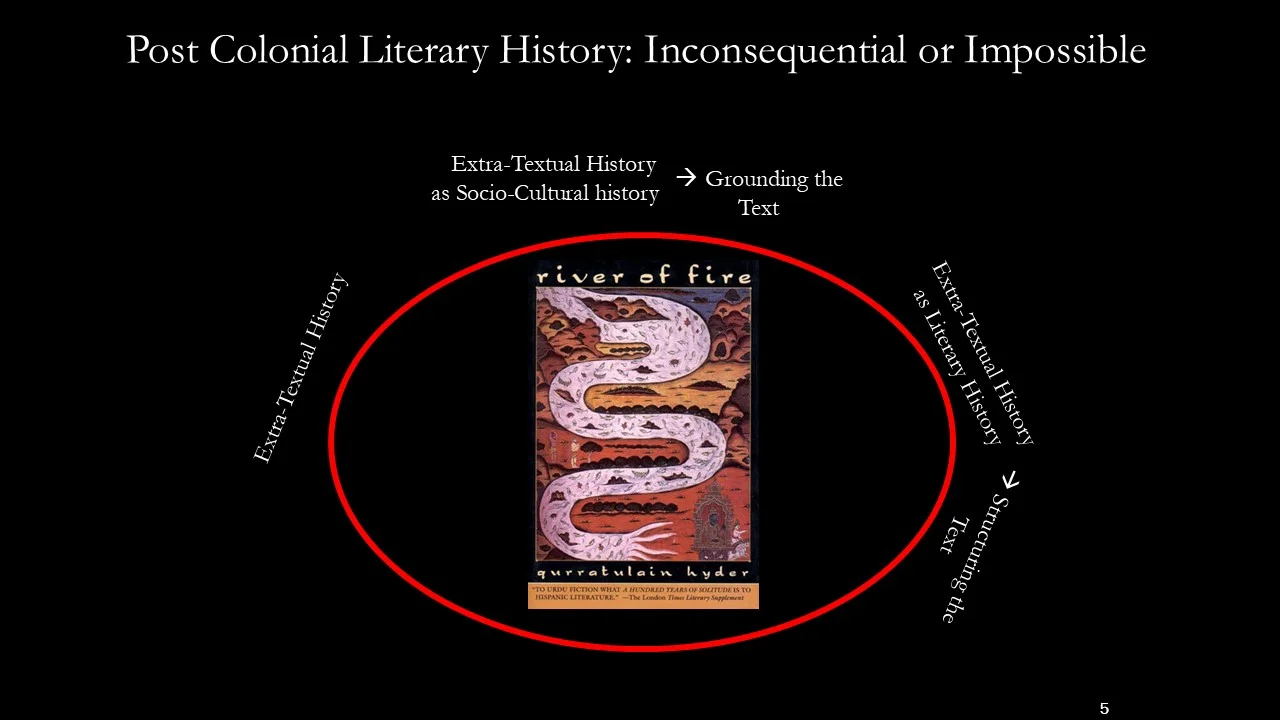 Post Colonial Literary History: Inconsequential or Impossible
Extra-Textual History
as Socio-Cultural history
→ Grounding the
Text
Extra-Textual History
river of fire
qurratulain hyder
"TO URDU FICTION WHAT A HUNDRED YEARS OF SOLITUDE IS TO
HISPANIC LITERATURE." —The London Times Literary Supplement
Extra-Textual History
as Literary History
→ Structuring the
Text
5